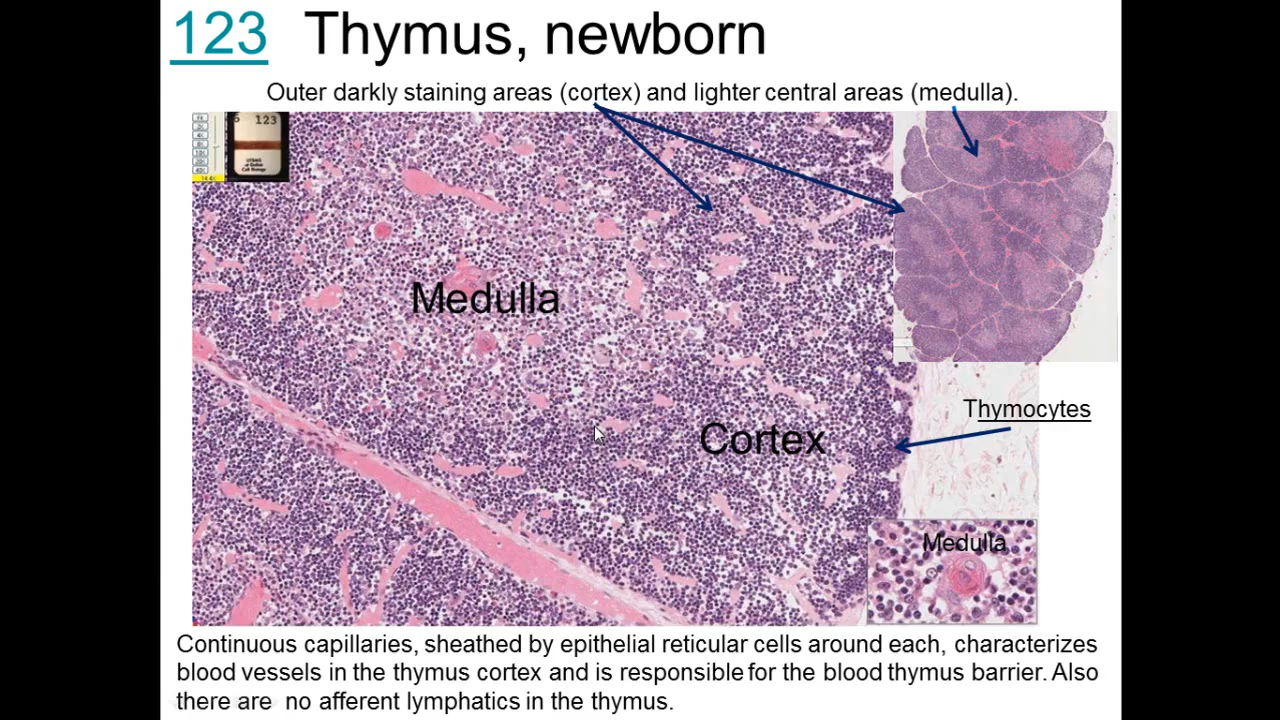 123 Thymus, newborn
Outer darkly staining areas (cortex) and lighter central areas (medulla).
123
Medulla
Thymocytes
Cortex
Medulla
Continuous capillaries, sheathed by epithelial reticular cells around each, characterizes
blood vessels in the thymus cortex and is responsible for the blood thymus barrier. Also
there are no afferent lymphatics in the thymus.